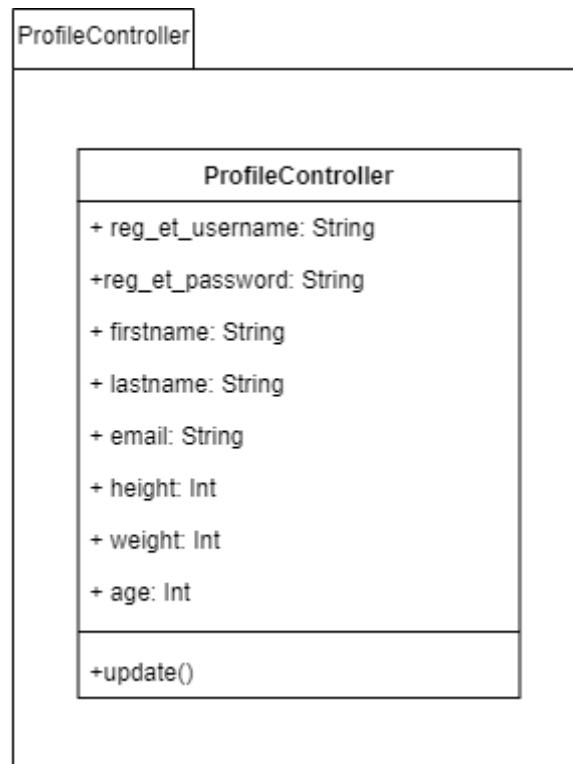 ProfileController
ProfileController
+ reg_et_username: String
+reg_et_password: String
+ firstname: String
+ lastname: String
+ email: String
+ height: Int
+ weight: Int
+ age: Int
+update()